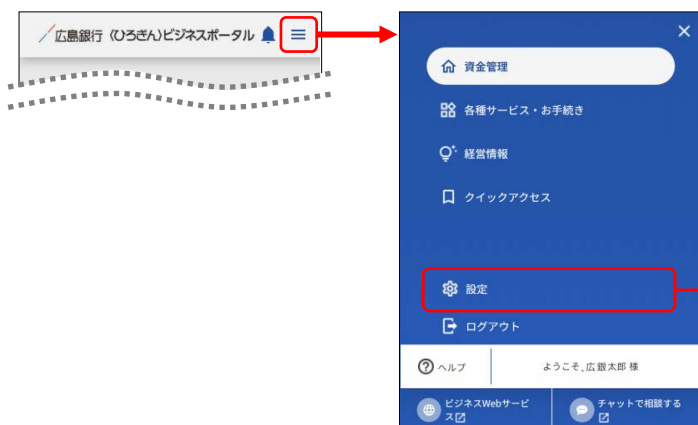 広島銀行 〈ひろぎん〉ビジネスポータル
資金管理
各種サービス・お手続き
経営情報
クイックアクセス
設定
ログアウト
ヘルプ
ようこそ、広銀太郎 様
ビジネスWebサービ
ス
チャットで相談する